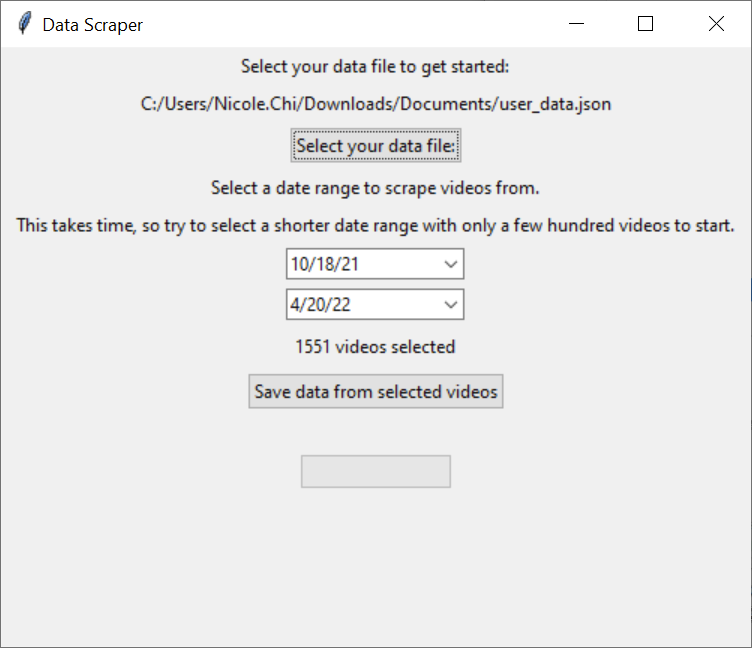 Data Scraper
Select your data file to get started:
C:/Users/Nicole.Chi/Downloads/Documents/user_data.json
Select your data file:
Select a date range to scrape videos from.
This takes time, so try to select a shorter date range with only a few hundred videos to start.
10/18/21
4/20/22
1551 videos selected
Save data from selected videos